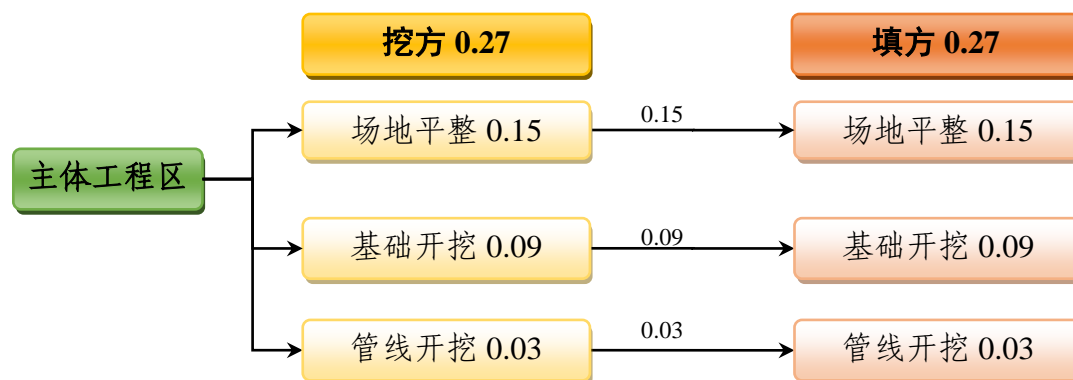 挖方 0.27
填方 0.27
场地平整 0.15
0.15
场地平整 0.15
主体工程区
基础开挖 0.09
0.09
基础开挖 0.09
管线开挖 0.03
0.03
管线开挖 0.03